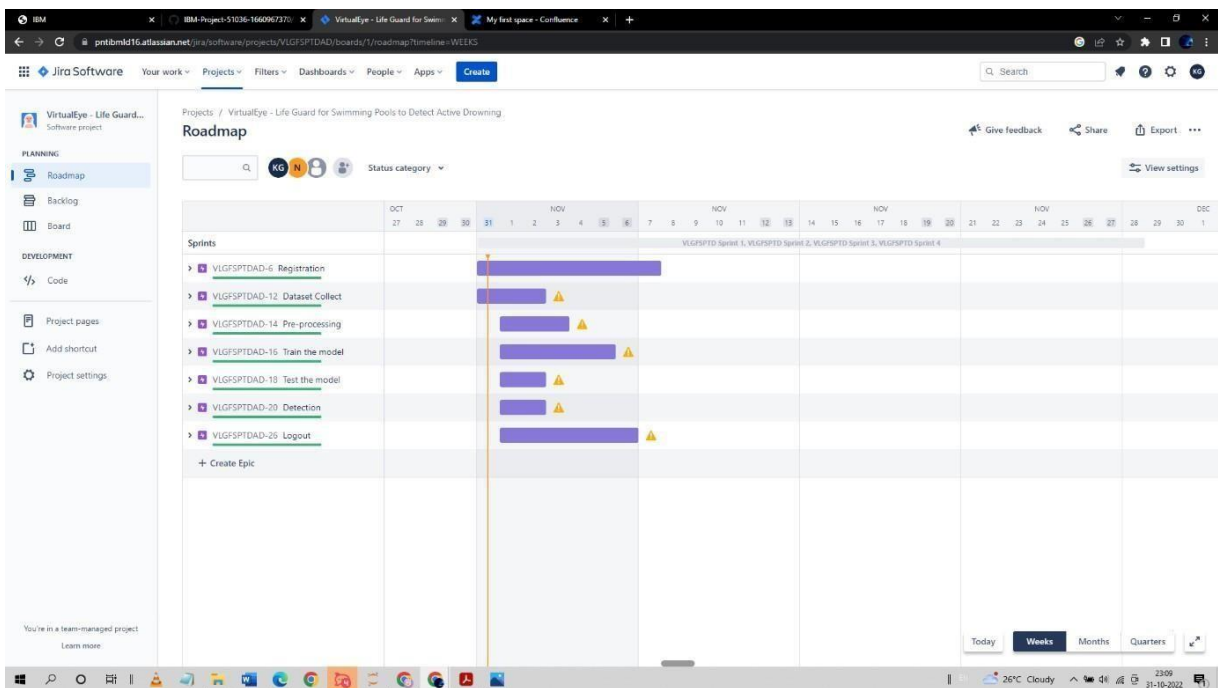 IBM
IBM-Project-51036-1660967370/
VirtualEye - Life Guard for Swimm
My first space - Confluence
pntibmld16.atlassian.net/jira/software/projects/VLGFSPTDAD/boards/1/roadmap?timeline=WEEKS
Jira Software Your work Projects Filters Dashboards People Apps Create Search KG
VirtualEye - Life Guard...
Software project
PLANNING
Roadmap
Backlog
Board
DEVELOPMENT
Code
Project pages
Add shortcut
Project settings
You're in a team-managed project
Learn more
Projects / VirtualEye - Life Guard for Swimming Pools to Detect Active Drowning
Roadmap
Give feedback Share Export
KG N Status category View settings
OCT NOV NOV NOV NOV DEC
27 28 29 30 31 1 2 3 4 5 6 7 8 9 10 11 12 13 14 15 16 17 18 19 20 21 22 23 24 25 26 27 28 29 30 1
Sprints
VLGFSPTD Sprint 1, VLGFSPTD Sprint 2, VLGFSPTD Sprint 3, VLGFSPTD Sprint 4
VLGFSPTDAD-6 Registration
VLGFSPTDAD-12 Dataset Collect
VLGFSPTDAD-14 Pre-processing
VLGFSPTDAD-16 Train the model
VLGFSPTDAD-18 Test the model
VLGFSPTDAD-20 Detection
VLGFSPTDAD-26 Logout
+ Create Epic
Today Weeks Months Quarters
26°C Cloudy
23:09
31-10-2022